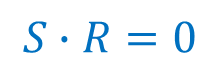 S · R = 0